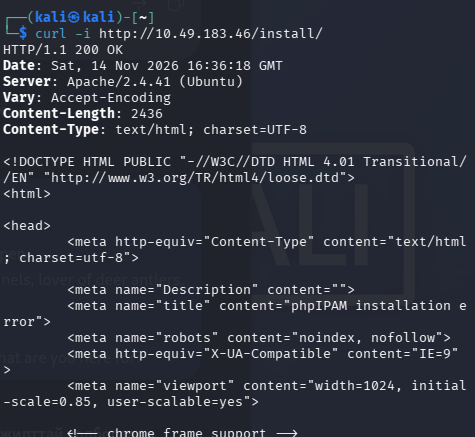 ┌──(kali㉿kali)-[~]
└─$ curl -i http://10.49.183.46/install/
HTTP/1.1 200 OK
Date: Sat, 14 Nov 2026 16:36:18 GMT
Server: Apache/2.4.41 (Ubuntu)
Vary: Accept-Encoding
Content-Length: 2436
Content-Type: text/html; charset=UTF-8

<!DOCTYPE HTML PUBLIC "-//W3C//DTD HTML 4.01 Transitional/
/EN" "http://www.w3.org/TR/html4/loose.dtd">
<html>

<head>
        <meta http-equiv="Content-Type" content="text/html
; charset=utf-8">

        <meta name="Description" content="">
        <meta name="title" content="phpIPAM installation e
rror">
        <meta name="robots" content="noindex, nofollow">
        <meta http-equiv="X-UA-Compatible" content="IE=9"
>
        <meta name="viewport" content="width=1024, initial
-scale=0.85, user-scalable=yes">

        <!-- chrome frame support -->